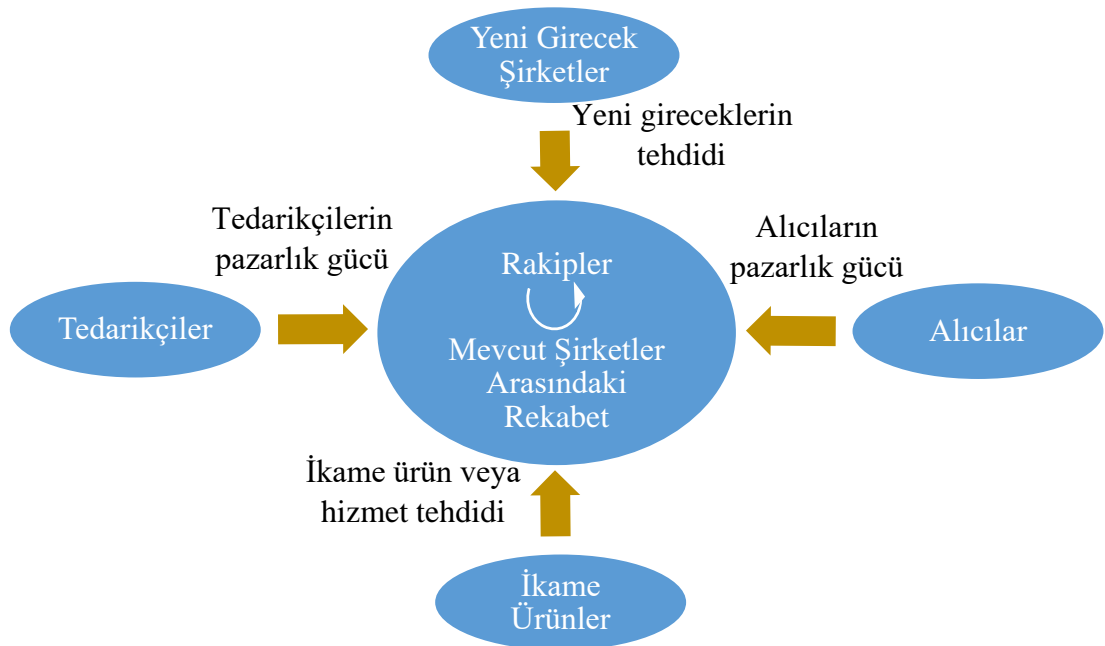 Yeni Girecek
Şirketler
Yeni gireceklerin
tehdidi
Tedarikçilerin
pazarlık gücü
Alıcıların
pazarlık gücü
Rakipler
Tedarikçiler
Mevcut Şirketler
Arasındaki
Rekabet
Alıcılar
İkame ürün veya
hizmet tehdidi
İkame
Ürünler